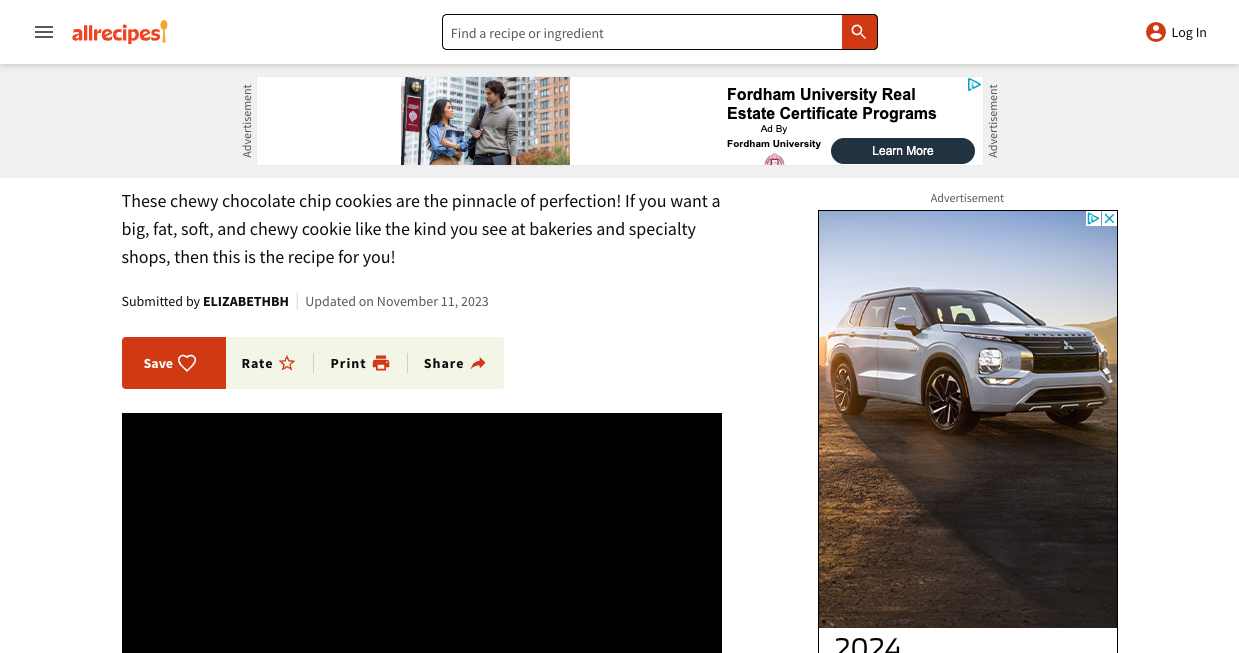 allrecipes
Find a recipe or ingredient
Log In
Advertisement
Fordham University Real
Estate Certificate Programs
Ad By
Fordham University
Learn More
Advertisement
These chewy chocolate chip cookies are the pinnacle of perfection! If you want a
big, fat, soft, and chewy cookie like the kind you see at bakeries and specialty
shops, then this is the recipe for you!
Submitted by ELIZABETHBH
Updated on November 11, 2023
Save
Rate
Print
Share
Advertisement
OUTLANDER
2024